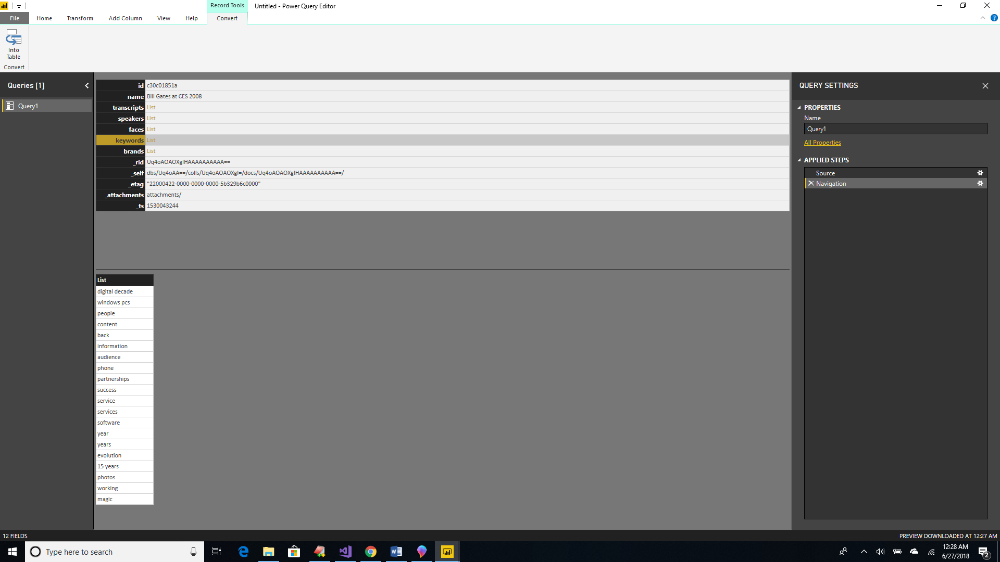 Record Tools
Untitled - Power Query Editor
File Home Transform Add Column View Help Convert
Into
Table
Convert
Queries [1]
Query1
id c30c01851a
name Bill Gates at CES 2008
transcripts List
speakers List
faces List
keywords List
brands List
_rid Uq4oAOAOXgIHAAAAAAAAAA==
_self dbs/Uq4oAA==/colls/Uq4oAOAOXgI=/docs/Uq4oAOAOXgIHAAAAAAAAAA==/
_etag "22000422-0000-0000-0000-5b329b6c0000"
_attachments attachments/
_ts 1530043244
List
digital decade
windows pcs
people
content
back
information
audience
phone
partnerships
success
service
services
software
year
years
evolution
15 years
photos
working
magic
QUERY SETTINGS
PROPERTIES
Name
Query1
All Properties
APPLIED STEPS
Source
Navigation
12 FIELDS
PREVIEW DOWNLOADED AT 12:27 AM
Type here to search
12:28 AM
6/27/2018
2